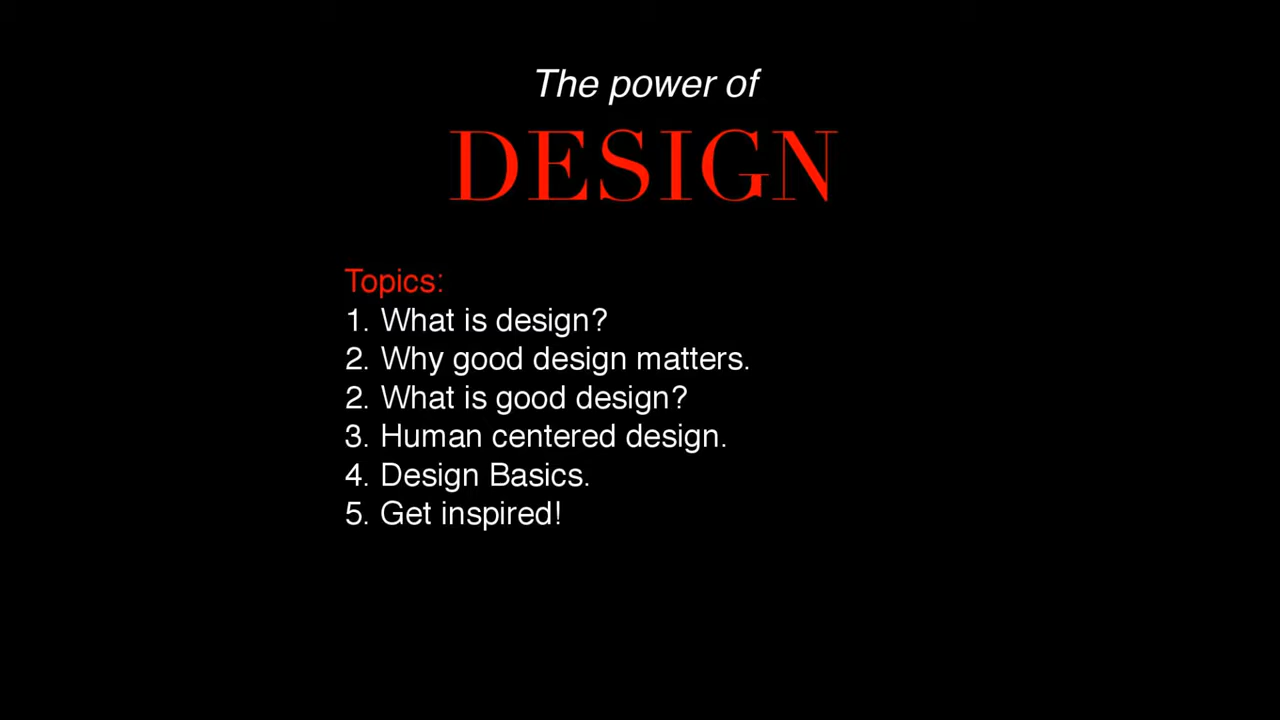 The power of
DESIGN
Topics:
1. What is design?
2. Why good design matters.
2. What is good design?
3. Human centered design.
4. Design Basics.
5. Get inspired!